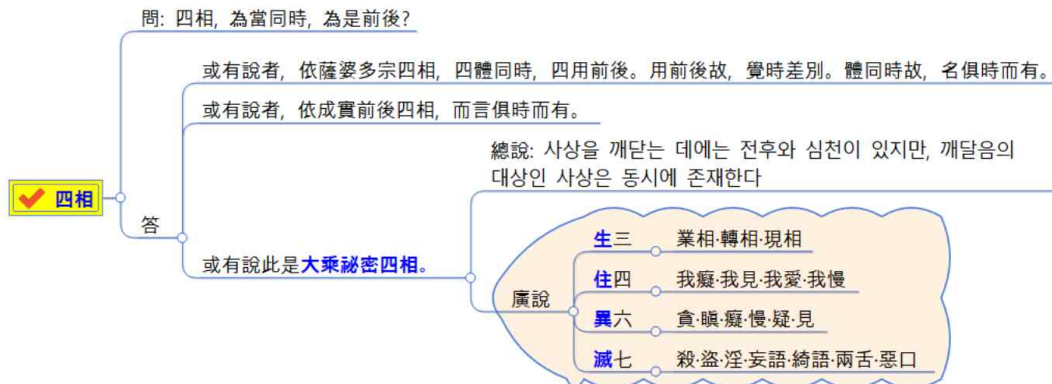 問: 四相, 為當同時, 為是前後?
或有說者, 依薩婆多宗四相, 四體同時, 四用前後。用前後故, 覺時差別。體同時故, 名俱時而有。
或有說者, 依成實前後四相, 而言俱時而有。
總說: 사상을 깨닫는 데에는 전후와 심천이 있지만, 깨달음의
대상인 사상은 동시에 존재한다
四相
答
生三 業相·轉相·現相
或有說此是大乘祕密四相。
住四 我癡·我見·我愛·我慢
廣說
異六 貪·瞋·癡·慢·疑·見
滅七 殺·盜·淫·妄語·綺語·兩舌·惡口